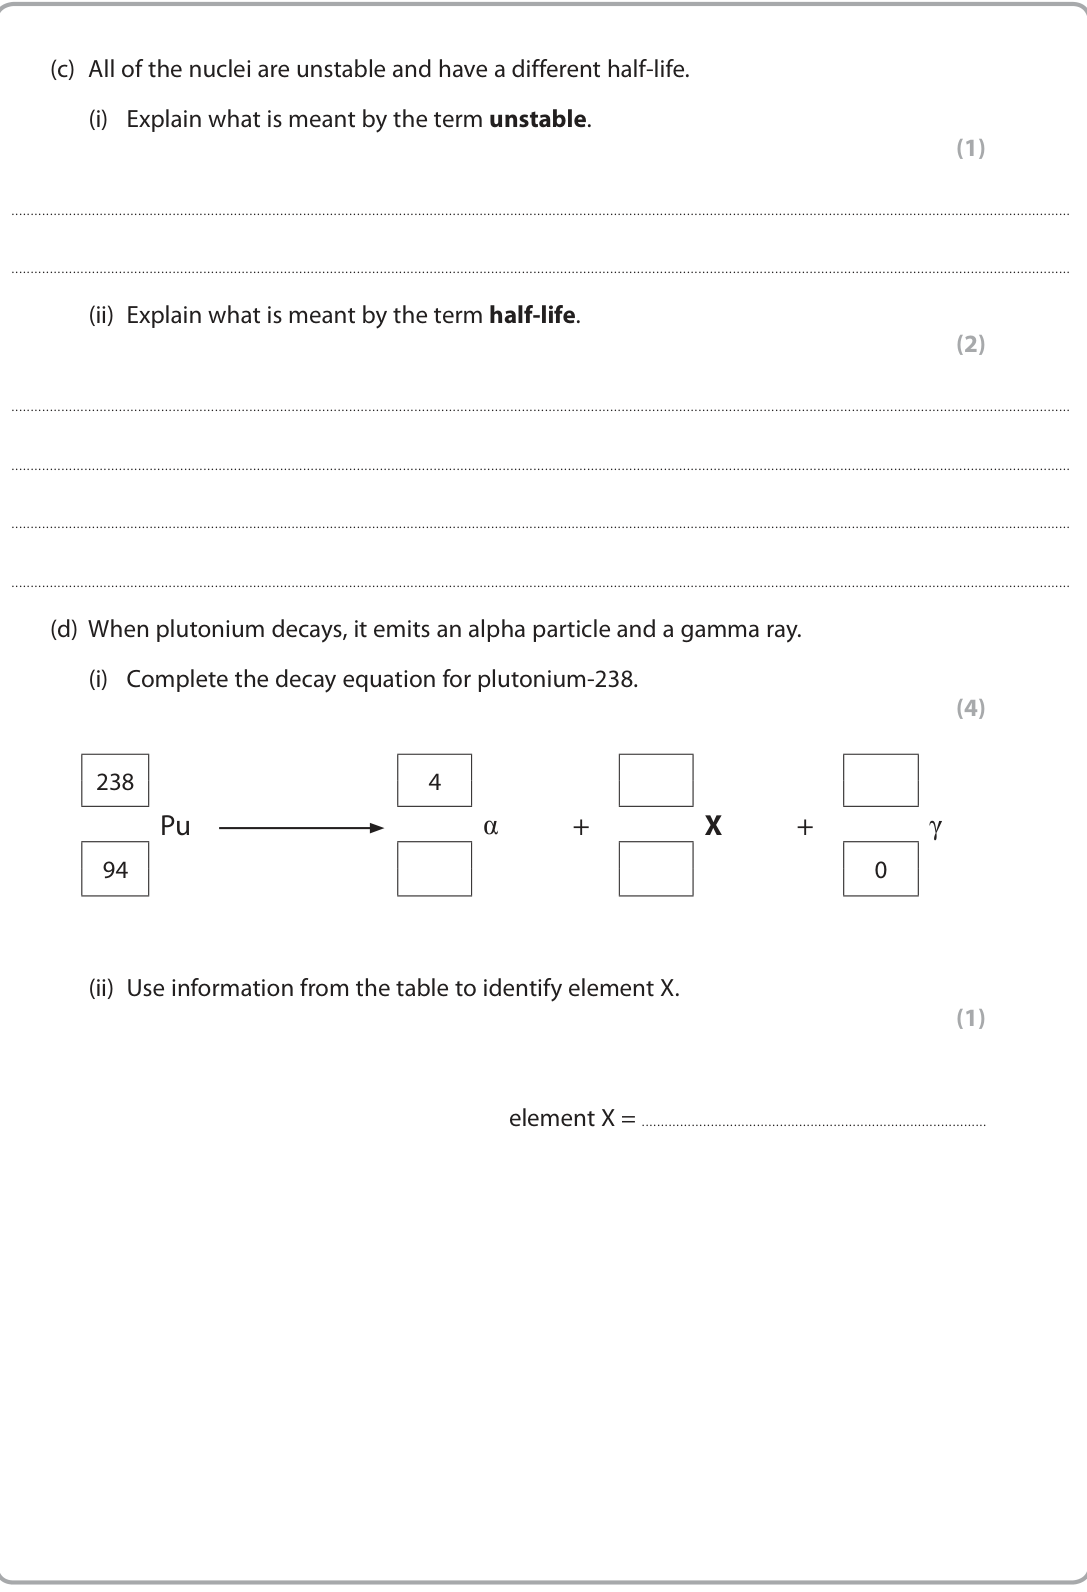 (c) All of the nuclei are unstable and have a different half-life.
(i) Explain what is meant by the term unstable.
(1)
(ii) Explain what is meant by the term half-life.
(2)
(d) When plutonium decays, it emits an alpha particle and a gamma ray.
(i) Complete the decay equation for plutonium-238.
(4)
238 4
Pu α + X + γ
94 0
(ii) Use information from the table to identify element X.
(1)
element X =